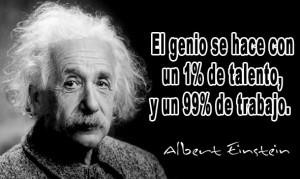 El genio se hace con
un 1% de talento,
y un 99% de trabajo.
Albert Einstein